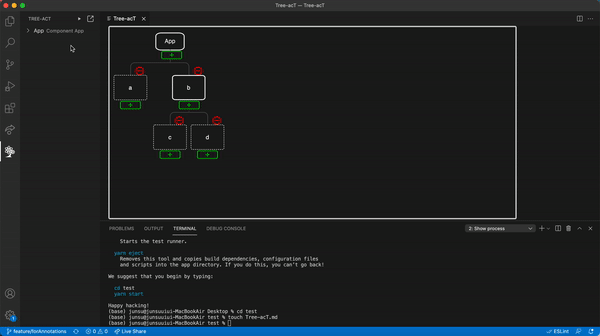 Tree-acT — Tree-acT
TREE-ACT
App Component App
Tree-acT
App
a
b
c
d
PROBLEMS OUTPUT TERMINAL DEBUG CONSOLE
2: Show process
Starts the test runner.
yarn eject
Removes this tool and copies build dependencies, configuration files
and scripts into the app directory. If you do this, you can't go back!
We suggest that you begin by typing:
cd test
yarn start
Happy hacking!
(base) junsu@junsuuiui-MacBookAir Desktop % cd test
(base) junsu@junsuuiui-MacBookAir test % touch Tree-acT.md
(base) junsu@junsuuiui-MacBookAir test %
feature/tonAnnotations 0 0 Live Share ESLint